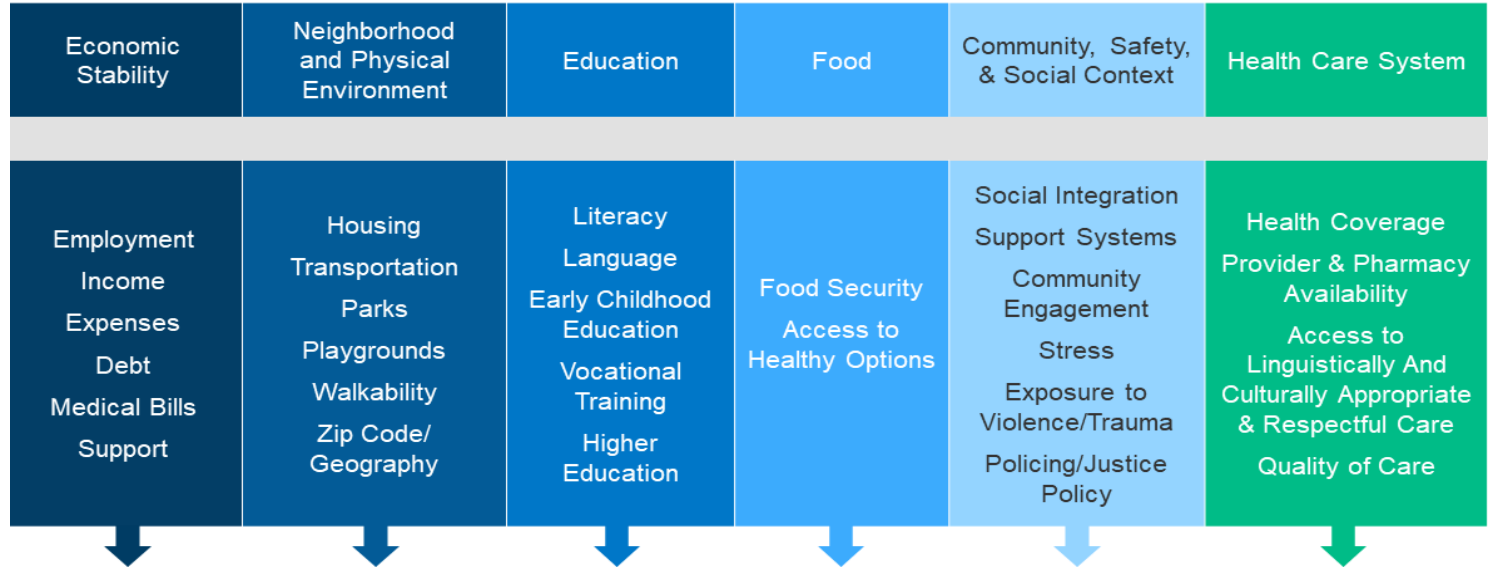 Economic
Stability
Neighborhood
and Physical
Environment
Education
Food
Community, Safety,
& Social Context
Health Care System
Employment
Income
Expenses
Debt
Medical Bills
Support
Housing
Transportation
Parks
Playgrounds
Walkability
Zip Code/
Geography
Literacy
Language
Early Childhood
Education
Vocational
Training
Higher
Education
Food Security
Access to
Healthy Options
Social Integration
Support Systems
Community
Engagement
Stress
Exposure to
Violence/Trauma
Policing/Justice
Policy
Health Coverage
Provider & Pharmacy
Availability
Access to
Linguistically And
Culturally Appropriate
& Respectful Care
Quality of Care